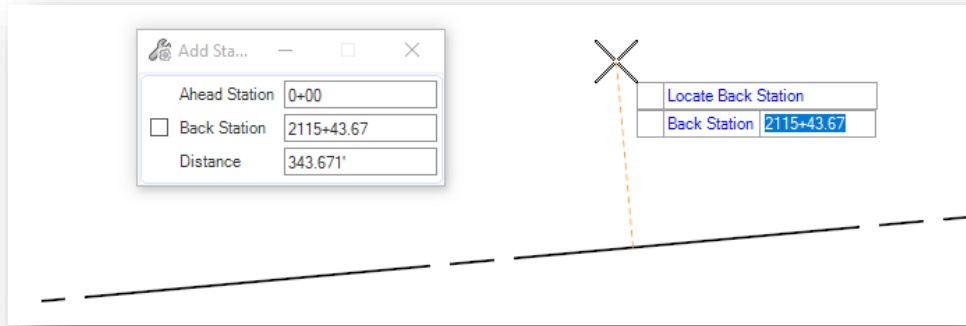 Add Sta...
Ahead Station 0+00
Back Station 2115+43.67
Distance 343.671'
Locate Back Station
Back Station 2115+43.67